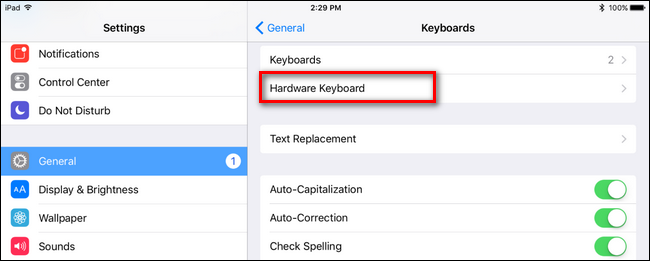 iPad
2:29 PM
100%
Settings
General
Keyboards
Notifications
Control Center
Do Not Disturb
General
1
Display & Brightness
AA
Wallpaper
Sounds
Keyboards
2
Hardware Keyboard
Text Replacement
Auto-Capitalization
Auto-Correction
Check Spelling